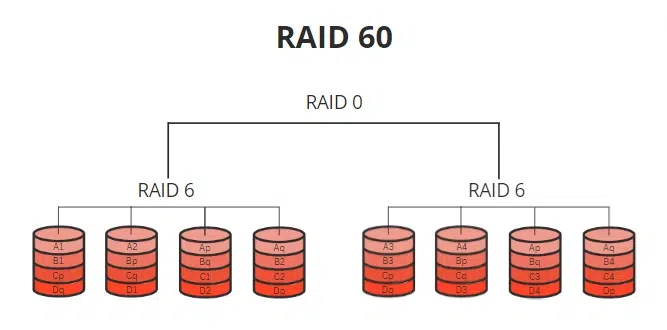 RAID 60
RAID 0
RAID 6 RAID 6
A1 A2 Ap Aq A3 A4 Ap Aq
B1 Bp Bq B2 B3 Bp Bq B4
Cp Cq C1 C2 Cp Cq C3 C4
Dq D1 D2 Dp Dq D3 D4 Dp